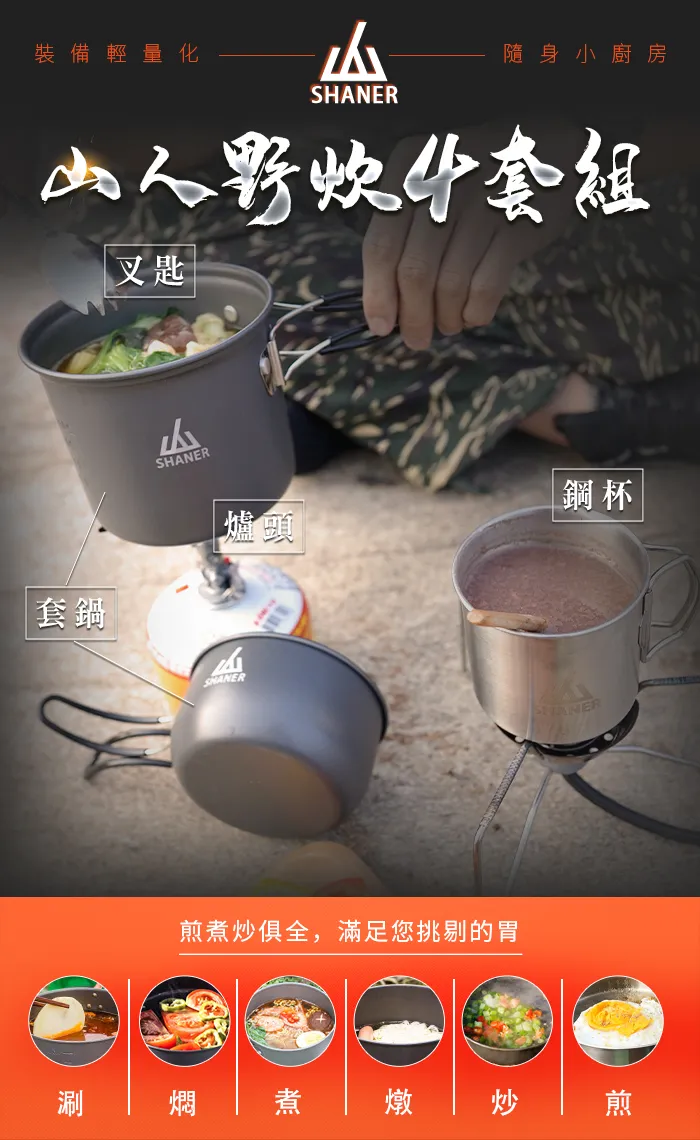 裝備輕量化
SHANER
隨身小廚房
山人野炊4套組
叉匙
SHANER
爐頭
鋼杯
套鍋
SHANER
SHANER
煎煮炒俱全，滿足您挑剔的胃
涮 燜 煮 燉 炒 煎